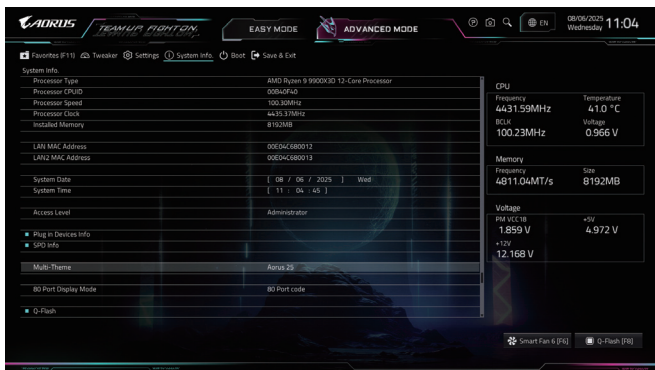 AORUS
TEAM UP. FIGHT ON.
EASY MODE
ADVANCED MODE
EN
08/06/2025
Wednesday
11:04
Favorites (F11)
Tweaker
Settings
System Info.
Boot
Save & Exit
System Info.
Processor Type AMD Ryzen 9 9900X3D 12-Core Processor
Processor CPUID 00B40F40
Processor Speed 100.30MHz
Processor Clock 4435.37MHz
Installed Memory 8192MB
LAN MAC Address 00E04C680012
LAN2 MAC Address 00E04C680013
System Date [ 08 / 06 / 2025 ] Wed
System Time [ 11 : 04 : 45 ]
Access Level Administrator
Plug in Devices Info
SPD Info
Multi-Theme Aorus 25
80 Port Display Mode 80 Port code
Q-Flash
CPU
Frequency Temperature
4431.59MHz 41.0 °C
BCLK Voltage
100.23MHz 0.966 V
Memory
Frequency Size
4811.04MT/s 8192MB
Voltage
PM VCC18 +5V
1.859 V 4.972 V
+12V
12.168 V
Smart Fan 6 [F6]
Q-Flash [F8]